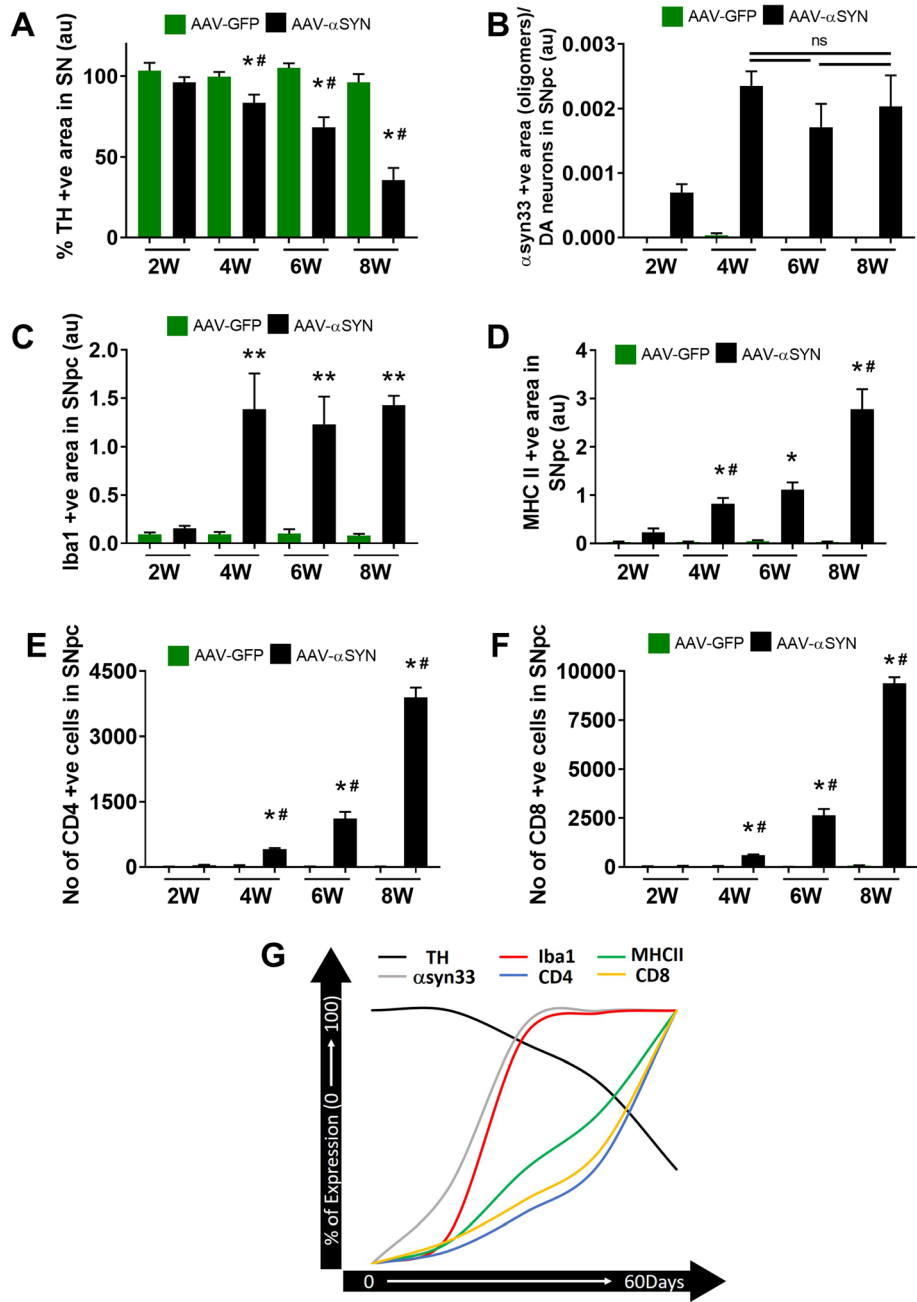 A
AAV-GFP AAV-αSYN
% TH +ve area in SN (au)
100
50
0
*# *# *#
2W 4W 6W 8W
B
AAV-GFP AAV-αSYN
αsyn33 +ve area (oligomers)/
DA neurons in SNpc (au)
0.003
0.002
0.001
0.000
ns
2W 4W 6W 8W
C
AAV-GFP AAV-αSYN
Iba1 +ve area in SNpc (au)
2.0
1.5
1.0
0.5
0.0
** ** **
2W 4W 6W 8W
D
AAV-GFP AAV-αSYN
MHC II +ve area in
SNpc (au)
4
3
2
1
0
*# * *#
2W 4W 6W 8W
E
AAV-GFP AAV-αSYN
No of CD4 +ve cells in SNpc
4500
3000
1500
0
*# *# *#
2W 4W 6W 8W
F
AAV-GFP AAV-αSYN
No of CD8 +ve cells in SNpc
10000
7500
5000
2500
0
*# *# *#
2W 4W 6W 8W
G
TH Iba1 MHCII
αsyn33 CD4 CD8
% of Expression (0 → 100)
0 → 60Days